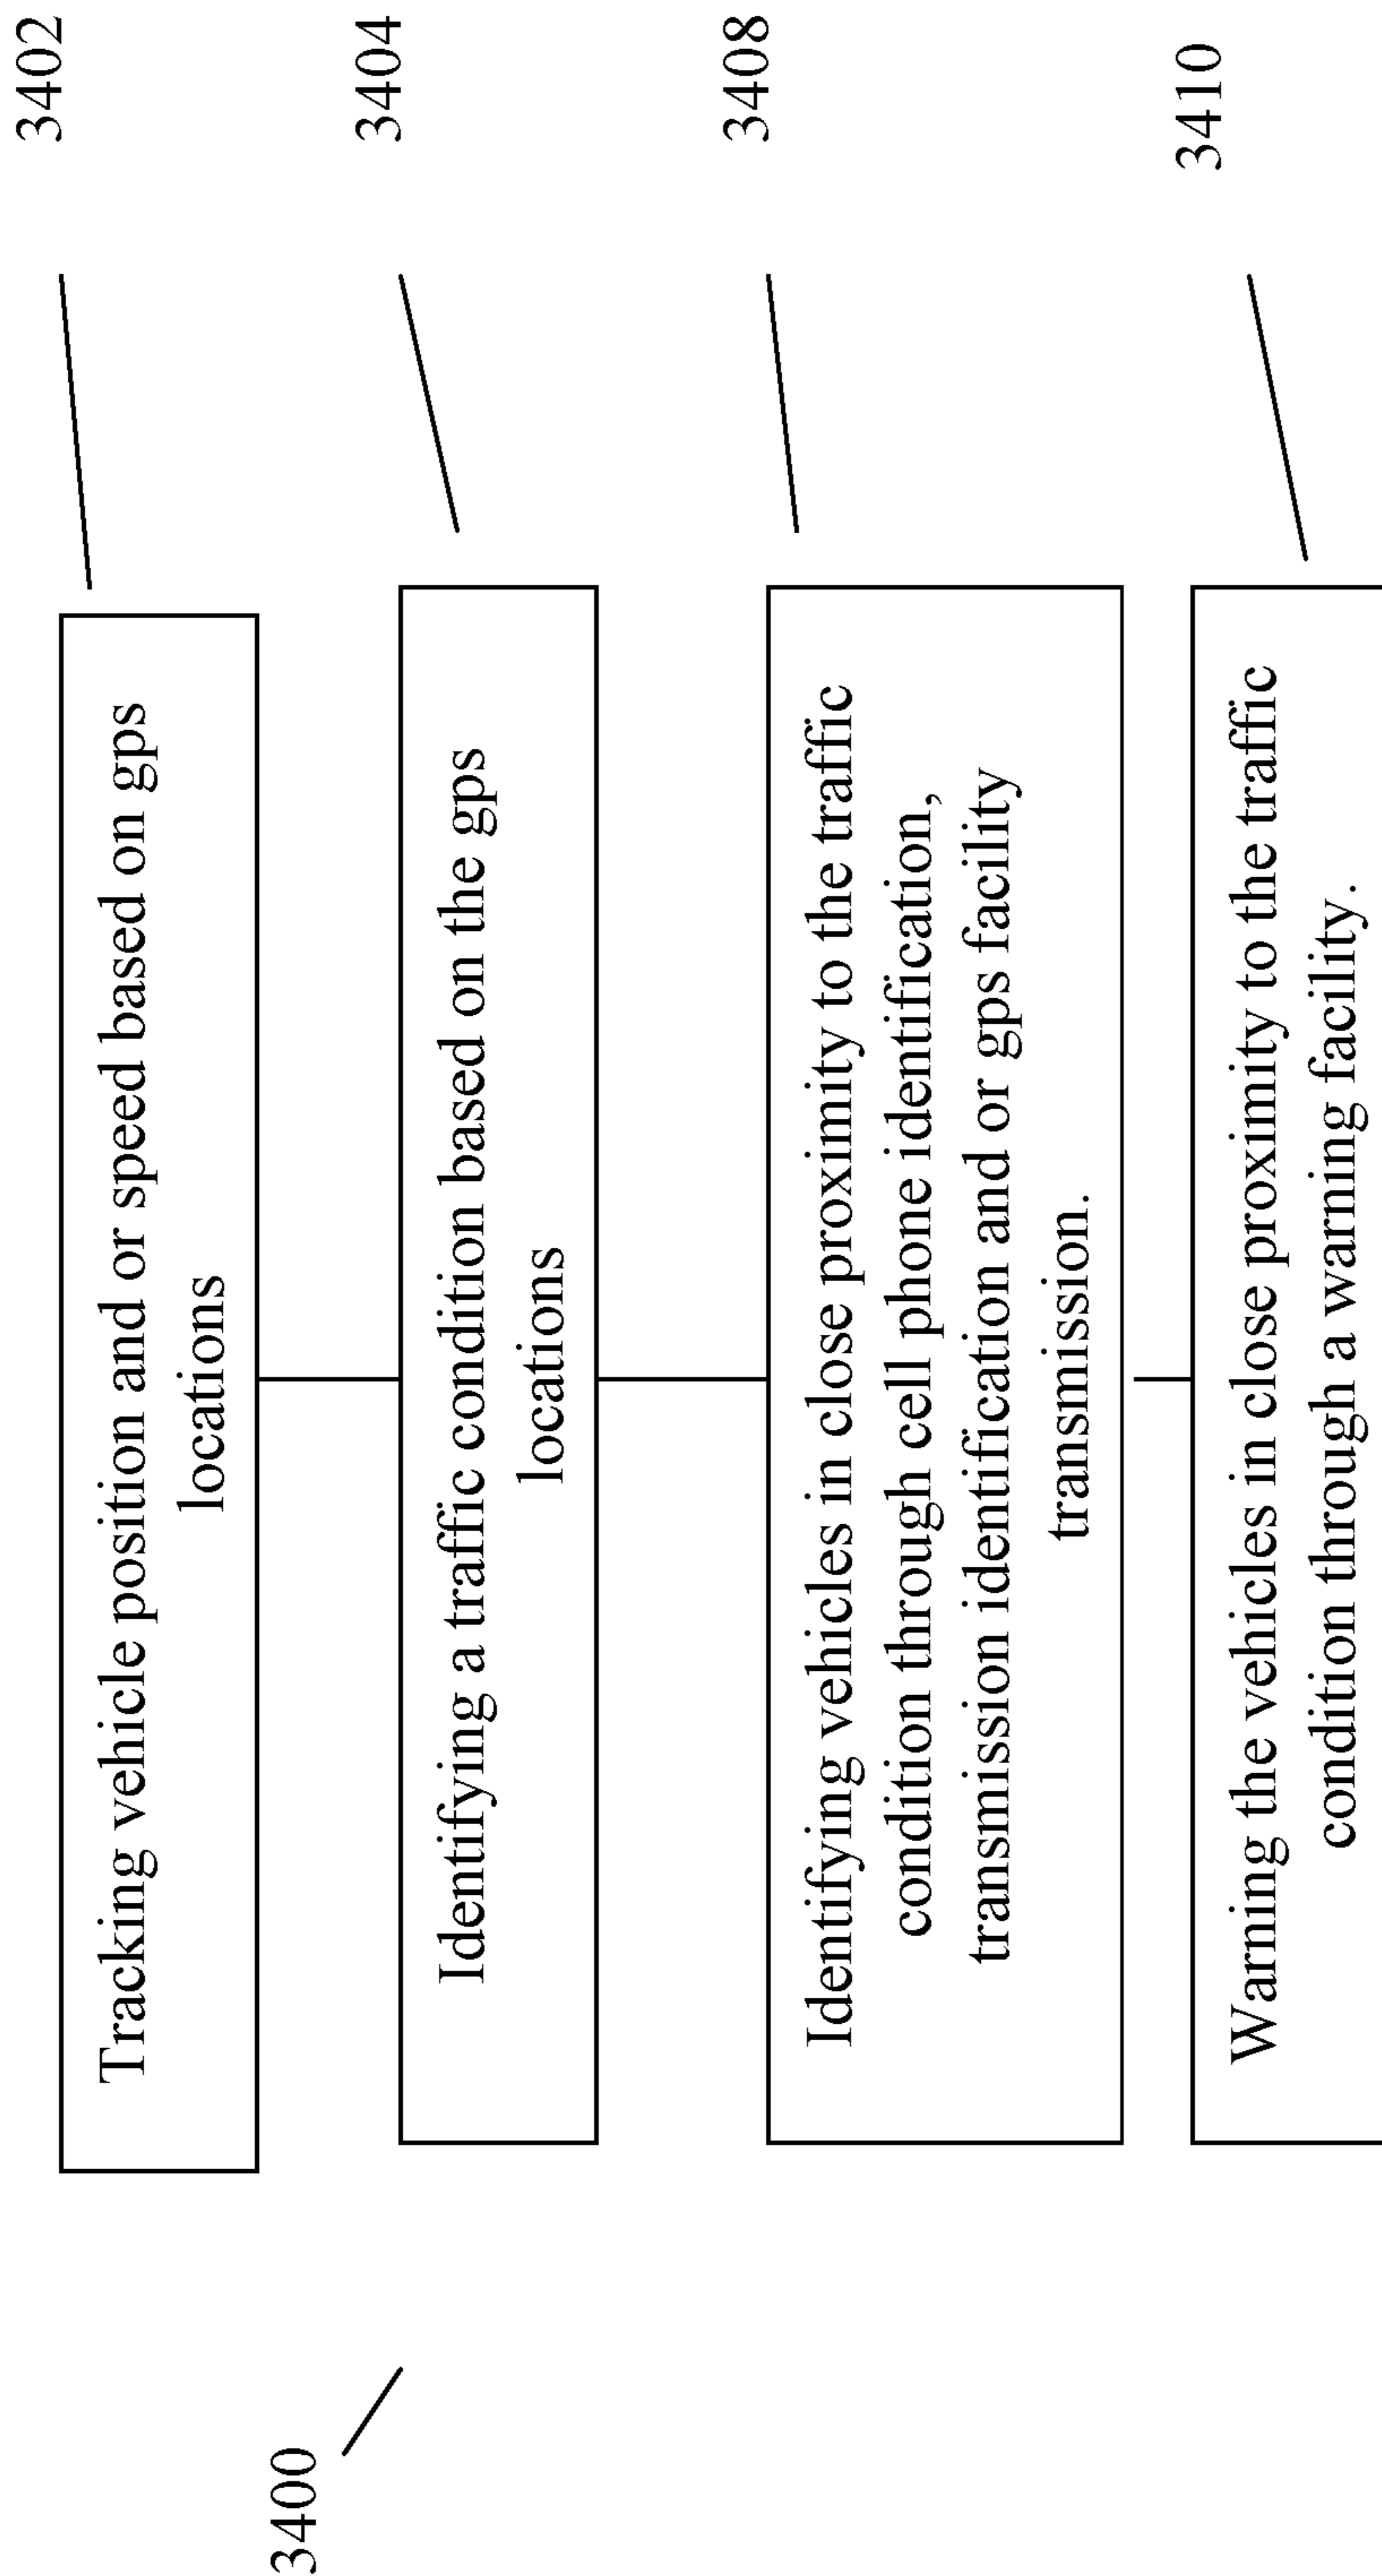 3400
3402
Tracking vehicle position and or speed based on gps
locations
3404
Identifying a traffic condition based on the gps
locations
3408
Identifying vehicles in close proximity to the traffic
condition through cell phone identification,
transmission identification and or gps facility
transmission.
3410
Warning the vehicles in close proximity to the traffic
condition through a warning facility.